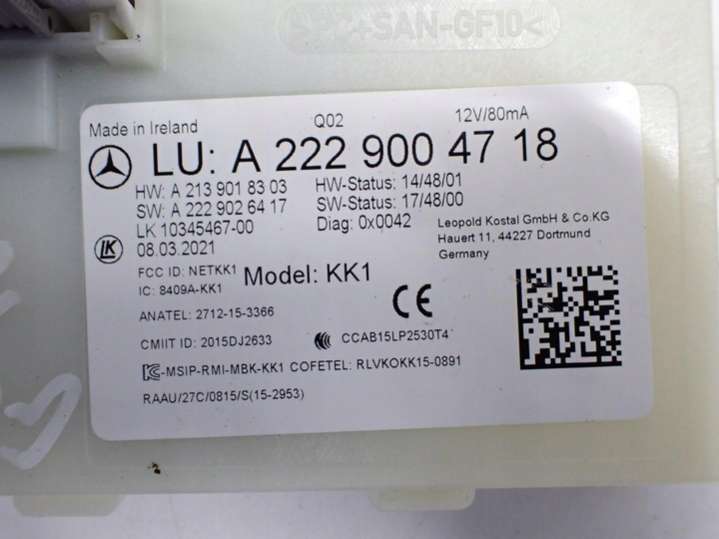 SAN-GF10<
Made in Ireland Q02 12V/80mA
LU: A 222 900 47 18
HW: A 213 901 83 03 HW-Status: 14/48/01
SW: A 222 902 64 17 SW-Status: 17/48/00
LK 10345467-00 Diag: 0x0042
LK 08.03.2021
Leopold Kostal GmbH & Co.KG
Hauert 11, 44227 Dortmund
Germany
FCC ID: NETKK1
IC: 8409A-KK1
Model: KK1
CE
ANATEL: 2712-15-3366
CMIIT ID: 2015DJ2633 CCAB15LP2530T4
-MSIP-RMI-MBK-KK1 COFETEL: RLVKOKK15-0891
RAAU/27C/0815/S(15-2953)